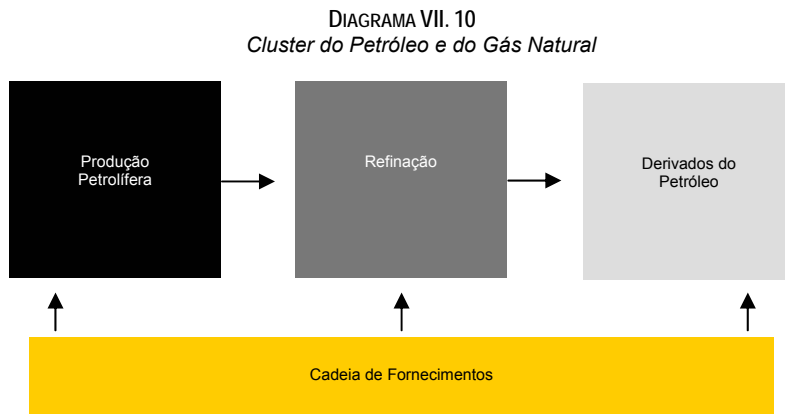 DIAGRAMA VII. 10
Cluster do Petróleo e do Gás Natural
Produção
Petrolífera
Refinação
Derivados do
Petróleo
Cadeia de Fornecimentos